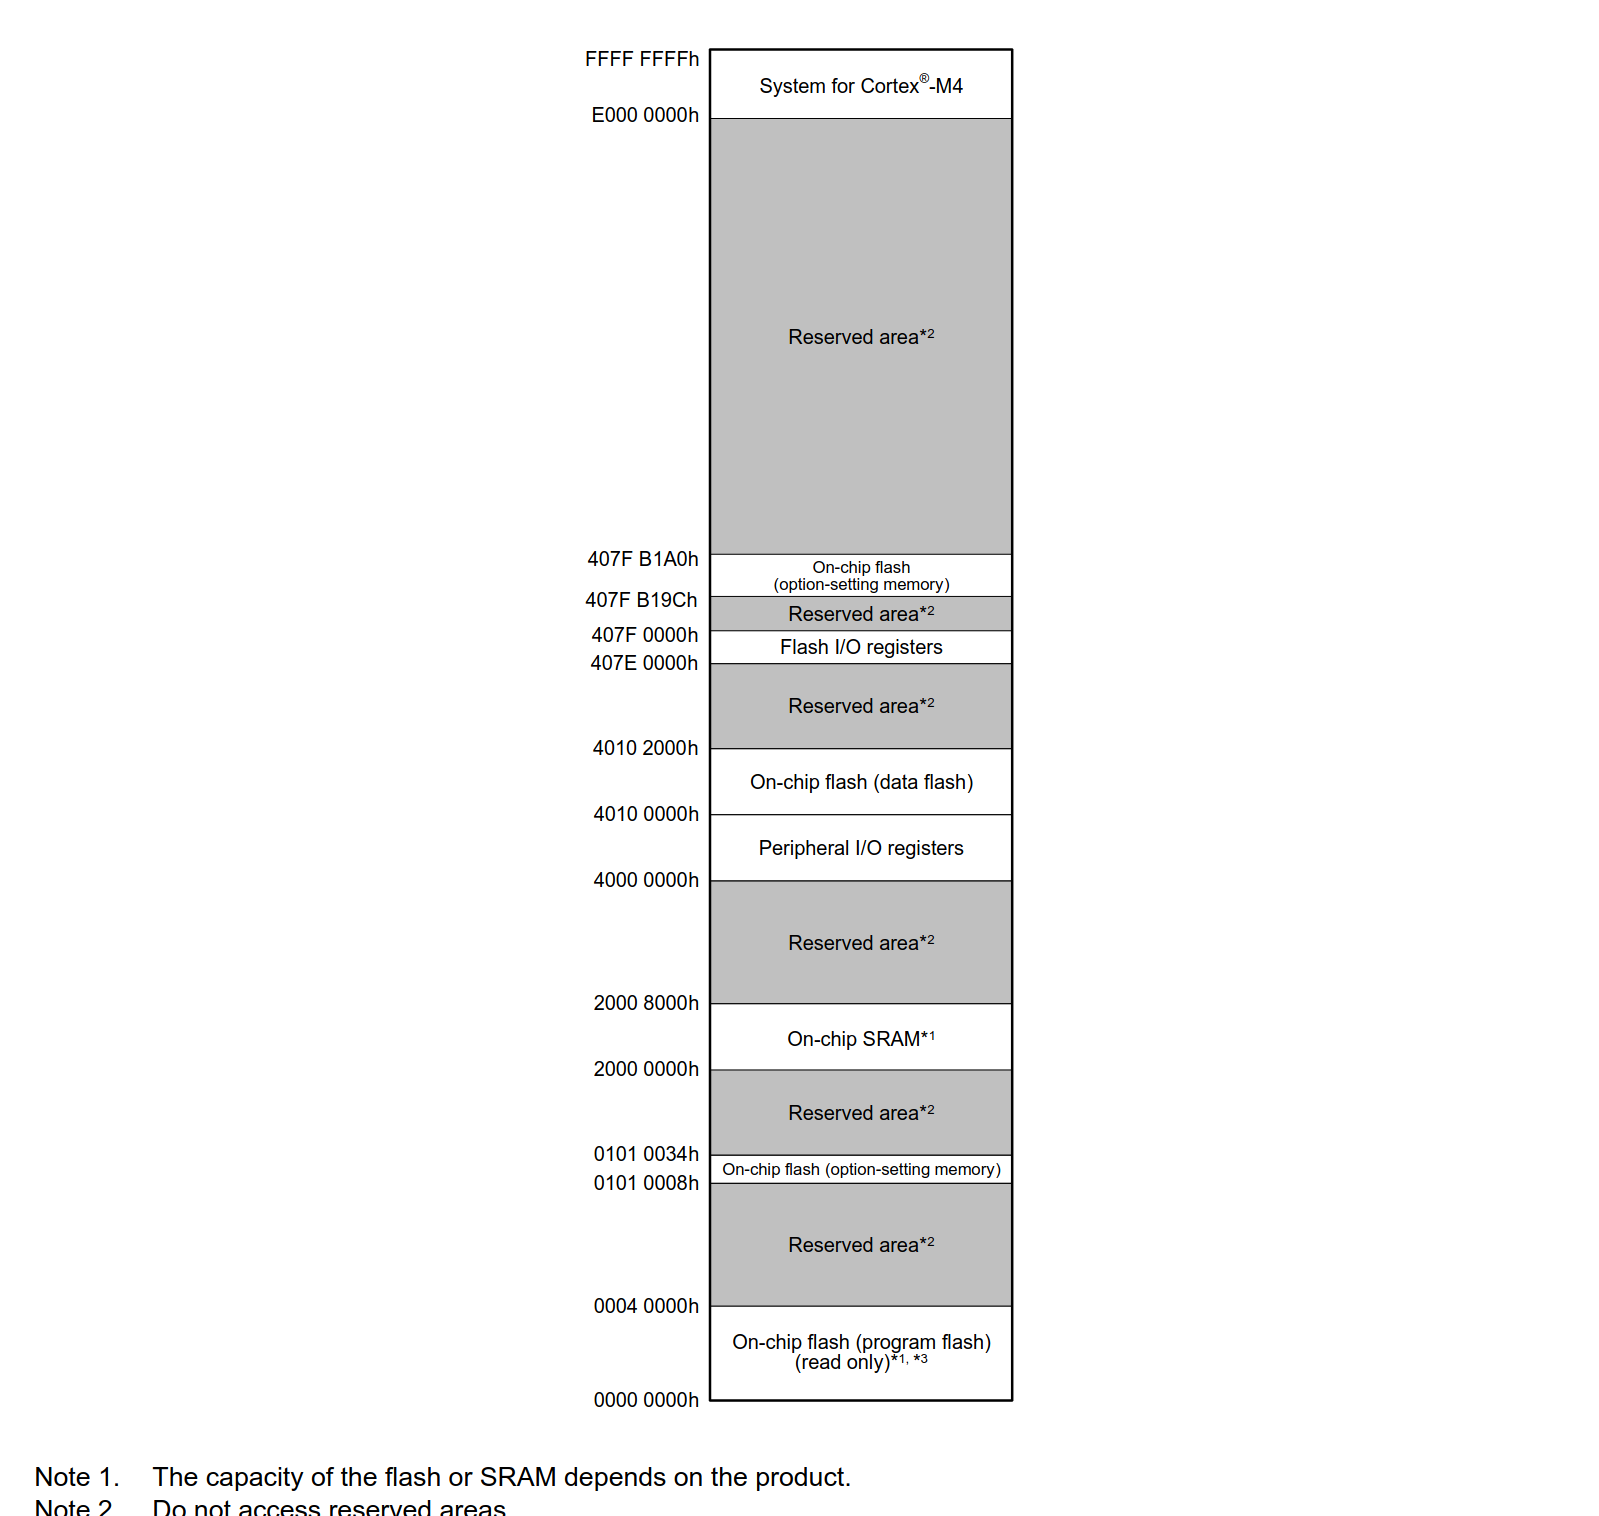 FFFF FFFFh
System for Cortex®-M4
E000 0000h
Reserved area*2
407F B1A0h
On-chip flash
(option-setting memory)
407F B19Ch
Reserved area*2
407F 0000h
Flash I/O registers
407E 0000h
Reserved area*2
4010 2000h
On-chip flash (data flash)
4010 0000h
Peripheral I/O registers
4000 0000h
Reserved area*2
2000 8000h
On-chip SRAM*1
2000 0000h
Reserved area*2
0101 0034h
On-chip flash (option-setting memory)
0101 0008h
Reserved area*2
0004 0000h
On-chip flash (program flash)
(read only)*1, *3
0000 0000h
Note 1. The capacity of the flash or SRAM depends on the product.
Note 2. Do not access reserved areas.